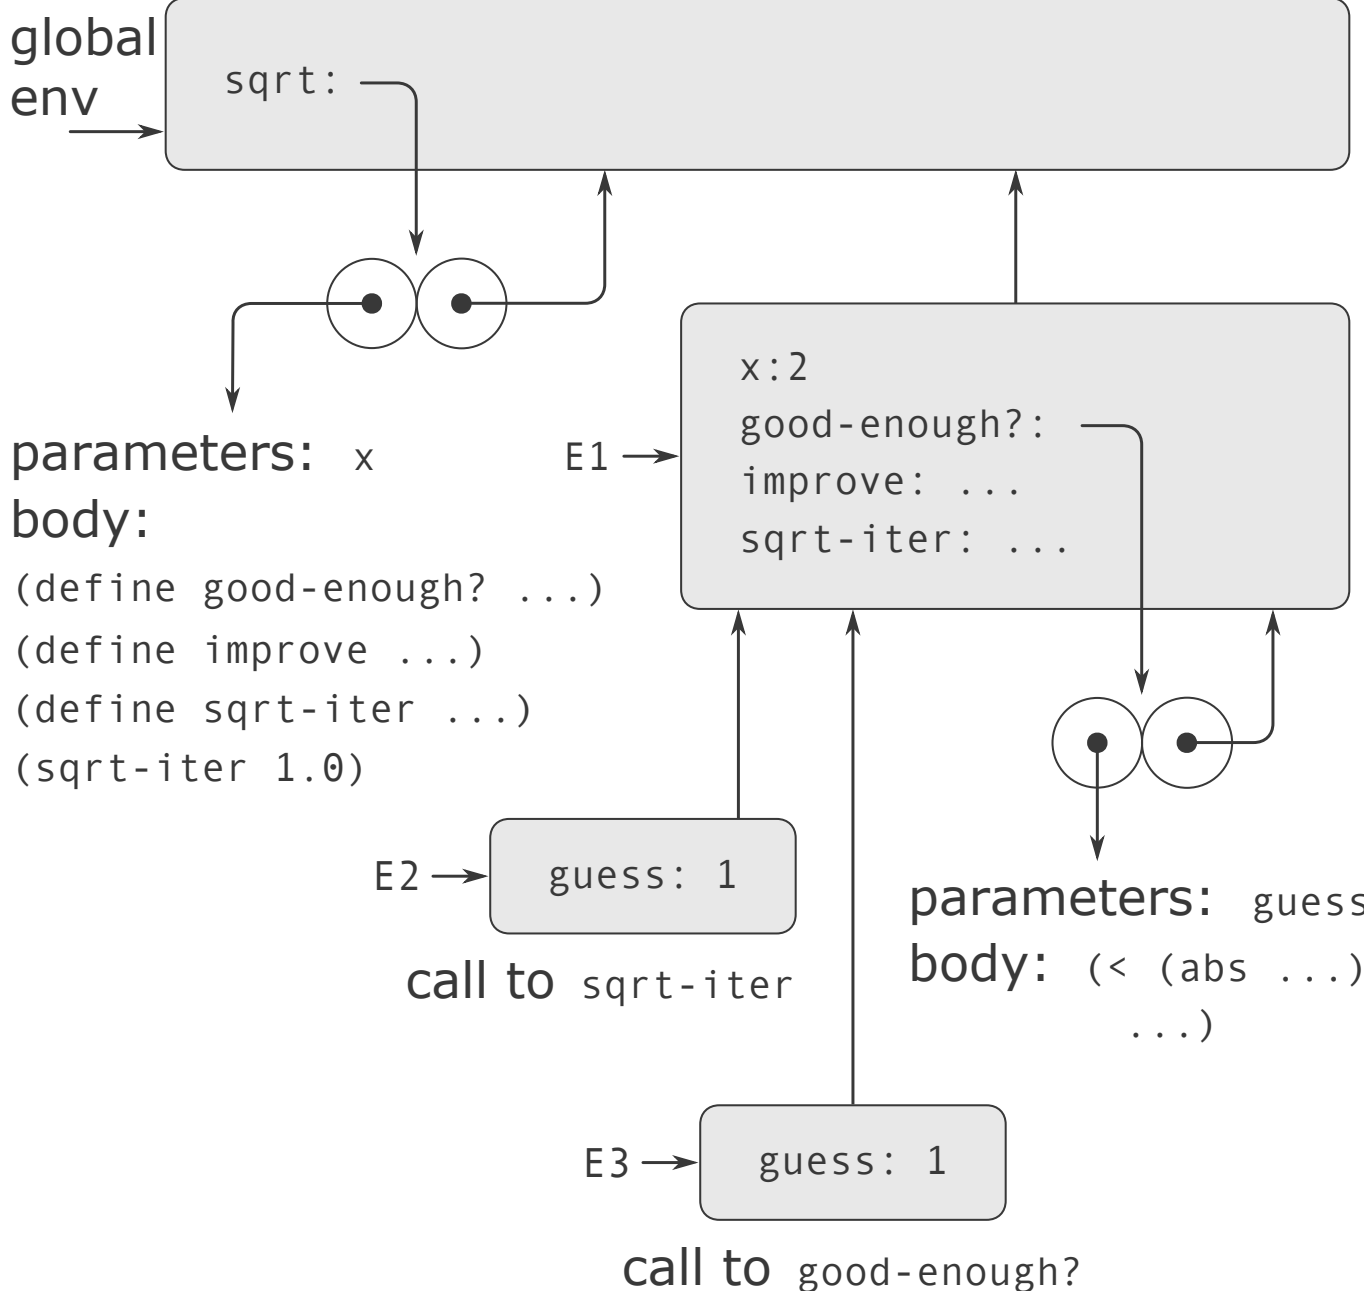 global
env
sqrt:
x:2
good-enough?:
improve: ...
sqrt-iter: ...
E1
parameters: x
body:
(define good-enough? ...)
(define improve ...)
(define sqrt-iter ...)
(sqrt-iter 1.0)
E2
guess: 1
call to sqrt-iter
parameters: guess
body: (< (abs ...)
...)
E3
guess: 1
call to good-enough?